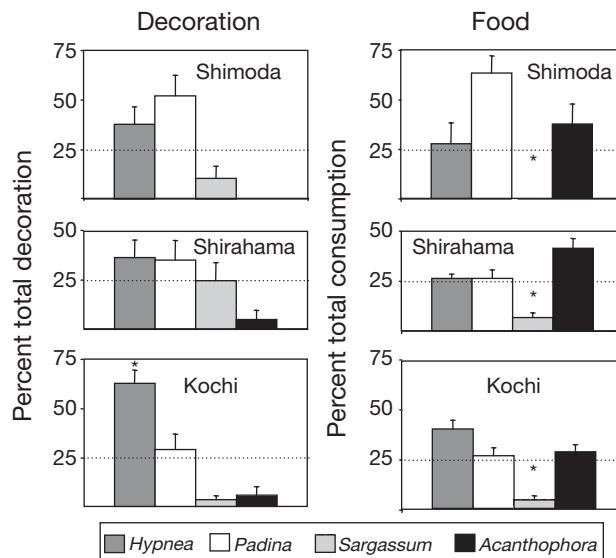 Decoration
Food
Percent total decoration
75
50
25
Shimoda
50
25
Shirahama
75
50
25
*
Kochi
Percent total consumption
75
50
25
Shimoda
*
50
25
Shirahama
*
75
50
25
Kochi
*
Hypnea Padina Sargassum Acanthophora